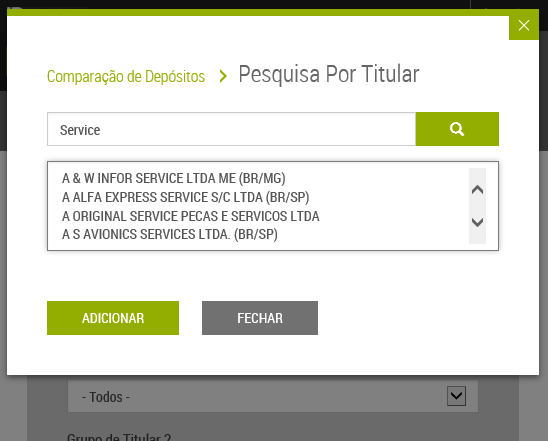 Comparação de Depósitos > Pesquisa Por Titular
Service
A & W INFOR SERVICE LTDA ME (BR/MG)
A ALFA EXPRESS SERVICE S/C LTDA (BR/SP)
A ORIGINAL SERVICE PECAS E SERVICOS LTDA
A S AVIONICS SERVICES LTDA. (BR/SP)
ADICIONAR FECHAR
- Todos -
Grupo de Titular 2